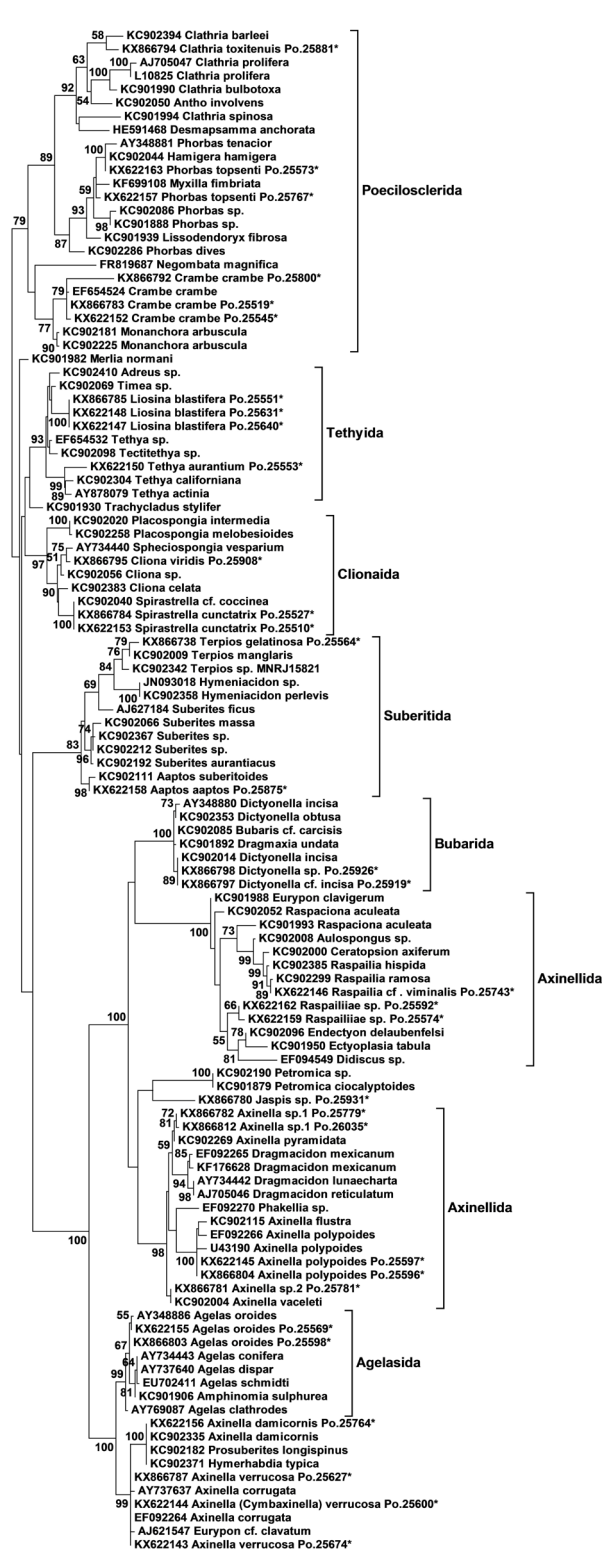 58 KC902394 Clathria barleei
KX866794 Clathria toxitenuis Po.25881*
63
100 AJ705047 Clathria prolifera
100 L10825 Clathria prolifera
92 KC901990 Clathria bulbotoxa
54 KC902050 Antho involvens
KC901994 Clathria spinosa
HE591468 Desmapsamma anchorata
89 100 AY348881 Phorbas tenacior
KC902044 Hamigera hamigera
KX622163 Phorbas topsenti Po.25573*
59 KF699108 Myxilla fimbriata
KX622157 Phorbas topsenti Po.25767*
Poecilosclerida
79 93 KC902086 Phorbas sp.
98 KC901888 Phorbas sp.
87 KC901939 Lissodendoryx fibrosa
KC902286 Phorbas dives
FR819687 Negombata magnifica
KX866792 Crambe crambe Po.25800*
79 EF654524 Crambe crambe
KX866783 Crambe crambe Po.25519*
77 KX622152 Crambe crambe Po.25545*
KC902181 Monanchora arbuscula
90 KC902225 Monanchora arbuscula
KC901982 Merlia normani
KC902410 Adreus sp.
KC902069 Timea sp.
KX866785 Liosina blastifera Po.25551*
KX622148 Liosina blastifera Po.25631*
100 KX622147 Liosina blastifera Po.25640*
Tethyida
93 EF654532 Tethya sp.
KC902098 Tectitethya sp.
KX622150 Tethya aurantium Po.25553*
99 KC902304 Tethya californiana
89 AY878079 Tethya actinia
KC901930 Trachycladus stylifer
100 KC902020 Placospongia intermedia
KC902258 Placospongia melobesioides
75 AY734440 Spheciospongia vesparium
51 KX866795 Cliona viridis Po.25908*
97 KC902056 Cliona sp.
Clionaida
90 KC902383 Cliona celata
KC902040 Spirastrella cf. coccinea
KX866784 Spirastrella cunctatrix Po.25527*
100 KX622153 Spirastrella cunctatrix Po.25510*
79 KX866738 Terpios gelatinosa Po.25564*
76 KC902009 Terpios manglaris
84 KC902342 Terpios sp. MNRJ15821
JN093018 Hymeniacidon sp.
69 100 KC902358 Hymeniacidon perlevis
AJ627184 Suberites ficus
Suberitida
74 KC902066 Suberites massa
KC902367 Suberites sp.
83 KC902212 Suberites sp.
96 KC902192 Suberites aurantiacus
KC902111 Aaptos suberitoides
98 KX622158 Aaptos aaptos Po.25875*
73 AY348880 Dictyonella incisa
KC902353 Dictyonella obtusa
100 KC902085 Bubaris cf. carcisis
KC901892 Dragmaxia undata
Bubarida
KC902014 Dictyonella incisa
KX866798 Dictyonella sp. Po.25926*
89 KX866797 Dictyonella cf. incisa Po.25919*
KC901988 Eurypon clavigerum
KC902052 Raspaciona aculeata
100 73 KC901993 Raspaciona aculeata
KC902008 Aulospongus sp.
99 KC902000 Ceratopsion axiferum
99 KC902385 Raspailia hispida
91 KC902299 Raspailia ramosa
Axinellida
89 KX622146 Raspailia cf . viminalis Po.25743*
66 KX622162 Raspailiiae sp. Po.25592*
100 KX622159 Raspailiiae sp. Po.25574*
78 KC902096 Endectyon delaubenfelsi
55 KC901950 Ectyoplasia tabula
81 EF094549 Didiscus sp.
100 KC902190 Petromica sp.
KC901879 Petromica ciocalyptoides
KX866780 Jaspis sp. Po.25931*
72 KX866782 Axinella sp.1 Po.25779*
81 KX866812 Axinella sp.1 Po.26035*
59 KC902269 Axinella pyramidata
85 EF092265 Dragmacidon mexicanum
KF176628 Dragmacidon mexicanum
94 AY734442 Dragmacidon lunaecharta
98 AJ705046 Dragmacidon reticulatum
EF092270 Phakellia sp.
Axinellida
KC902115 Axinella flustra
EF092266 Axinella polypoides
U43190 Axinella polypoides
98 100 KX622145 Axinella polypoides Po.25597*
KX866804 Axinella polypoides Po.25596*
100 KX866781 Axinella sp.2 Po.25781*
KC902004 Axinella vaceleti
55 AY348886 Agelas oroides
KX622155 Agelas oroides Po.25569*
67 KX866803 Agelas oroides Po.25598*
64 AY734443 Agelas conifera
Agelasida
99 AY737640 Agelas dispar
EU702411 Agelas schmidti
81 KC901906 Amphinomia sulphurea
AY769087 Agelas clathrodes
KX622156 Axinella damicornis Po.25764*
100 100 KC902335 Axinella damicornis
KC902182 Prosuberites longispinus
KC902371 Hymerhabdia typica
KX866787 Axinella verrucosa Po.25627*
AY737637 Axinella corrugata
99 KX622144 Axinella (Cymbaxinella) verrucosa Po.25600*
EF092264 Axinella corrugata
AJ621547 Eurypon cf. clavatum
KX622143 Axinella verrucosa Po.25674*